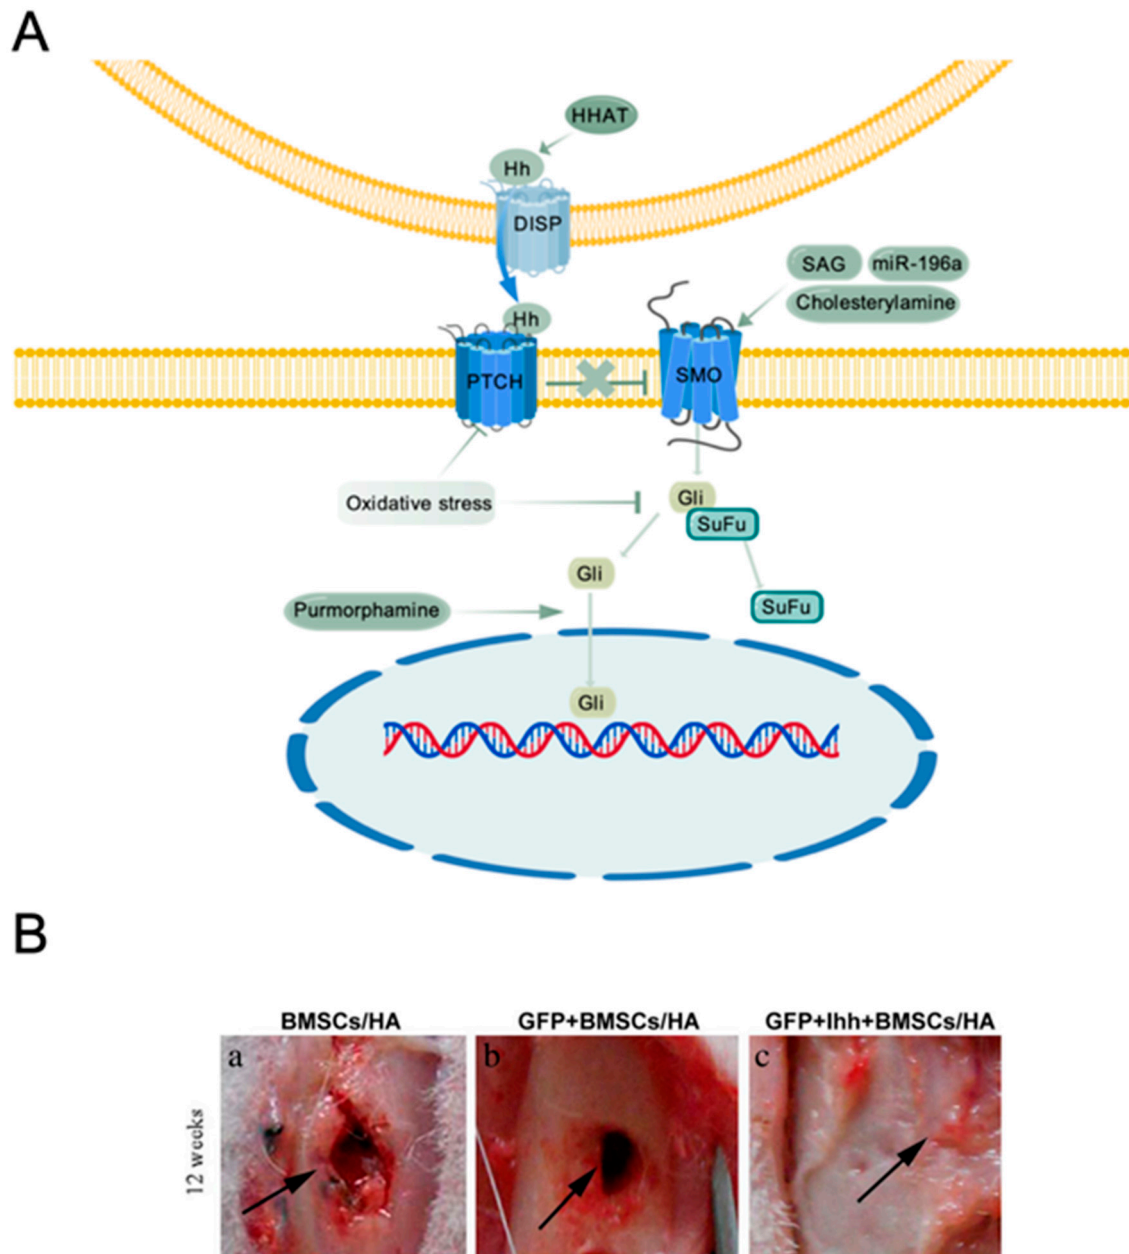 A
HHAT
Hh
DISP
SAG miR-196a
Cholesterylamine
Hh
PTCH
SMO
Oxidative stress
Gli
SuFu
Gli
SuFu
Purmorphamine
Gli
B
BMSCs/HA GFP+BMSCs/HA GFP+Ihh+BMSCs/HA
a b c
12 weeks